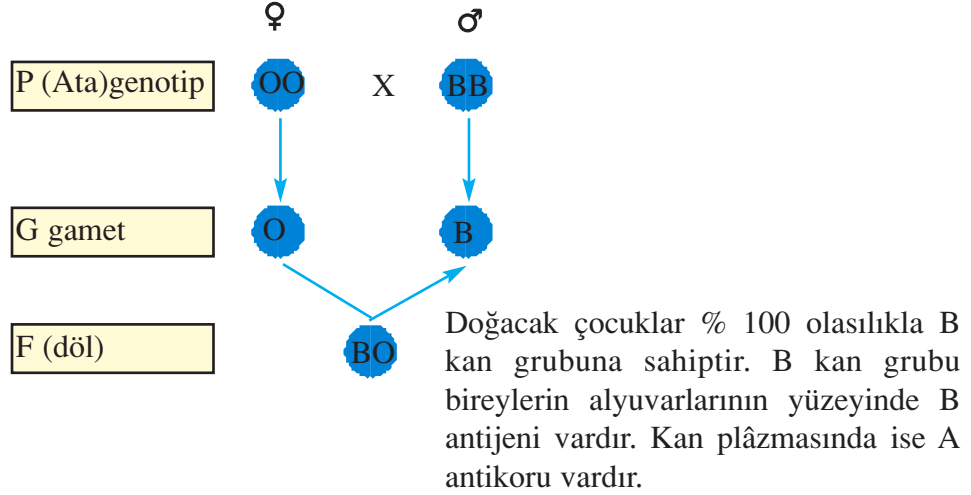 ♀ ♂
P (Ata)genotip OO X BB
G gamet O B
F (döl) BO
Doğacak çocuklar % 100 olasılıkla B
kan grubuna sahiptir. B kan grubu
bireylerin alyuvarlarının yüzeyinde B
antijeni vardır. Kan plâzmasında ise A
antikoru vardır.